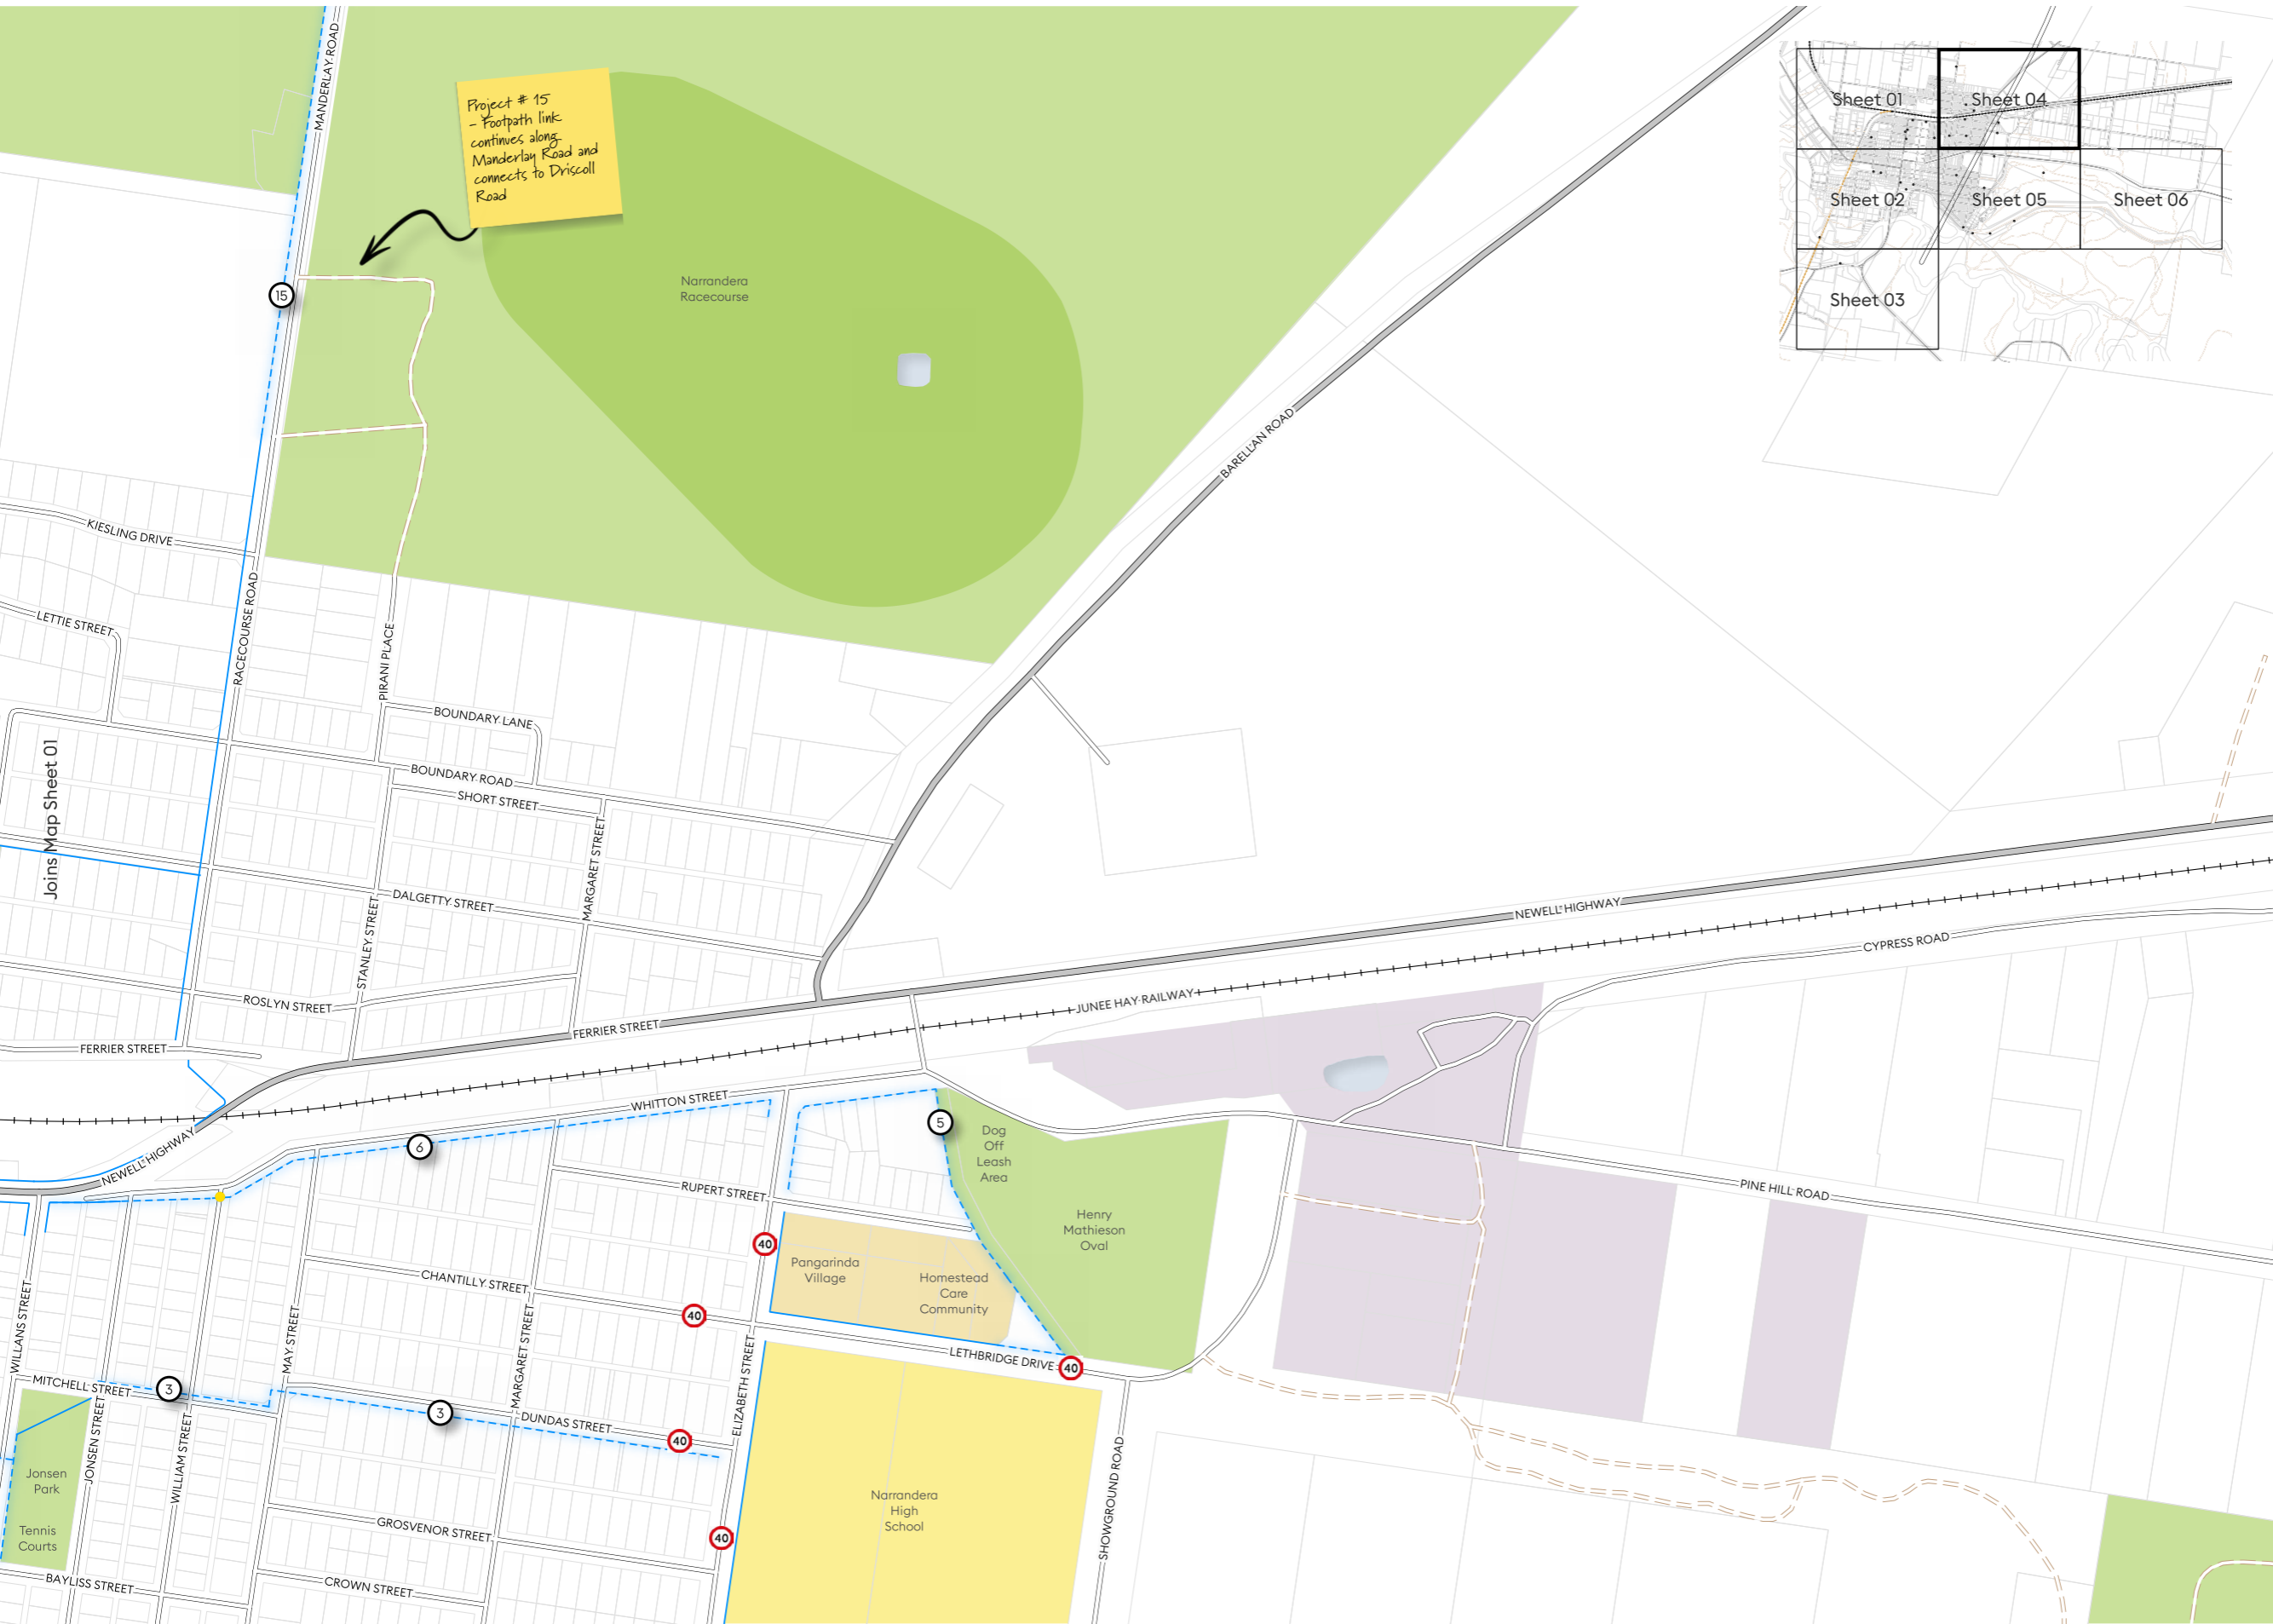 MANDERLAY ROAD
Project # 15
- Footpath link
continues along
Manderlay Road and
connects to Driscoll
Road
Sheet 01
Sheet 04
Sheet 02
Sheet 05
Sheet 06
Sheet 03
Narrandera
Racecourse
15
BARELLAN ROAD
KIESLING DRIVE
RACECOURSE ROAD
LETTIE STREET
PIRANI PLACE
BOUNDARY LANE
BOUNDARY ROAD
SHORT STREET
Joins Map Sheet 01
MARGARET STREET
DALGETTY STREET
STANLEY STREET
NEWELL HIGHWAY
CYPRESS ROAD
ROSLYN STREET
JUNEE HAY RAILWAY
FERRIER STREET
FERRIER STREET
WHITTON STREET
5
Dog
Off
Leash
Area
6
NEWELL HIGHWAY
RUPERT STREET
PINE HILL ROAD
Henry
Mathieson
Oval
40
Pangarinda
Village
Homestead
Care
Community
CHANTILLY STREET
40
WILLANS STREET
MAY STREET
MARGARET STREET
ELIZABETH STREET
LETHBRIDGE DRIVE
40
MITCHELL STREET
3
3
DUNDAS STREET
40
JONSEN STREET
WILLIAM STREET
Jonsen
Park
Tennis
Courts
Narrandera
High
School
SHOWGROUND ROAD
GROSVENOR STREET
40
BAYLISS STREET
CROWN STREET